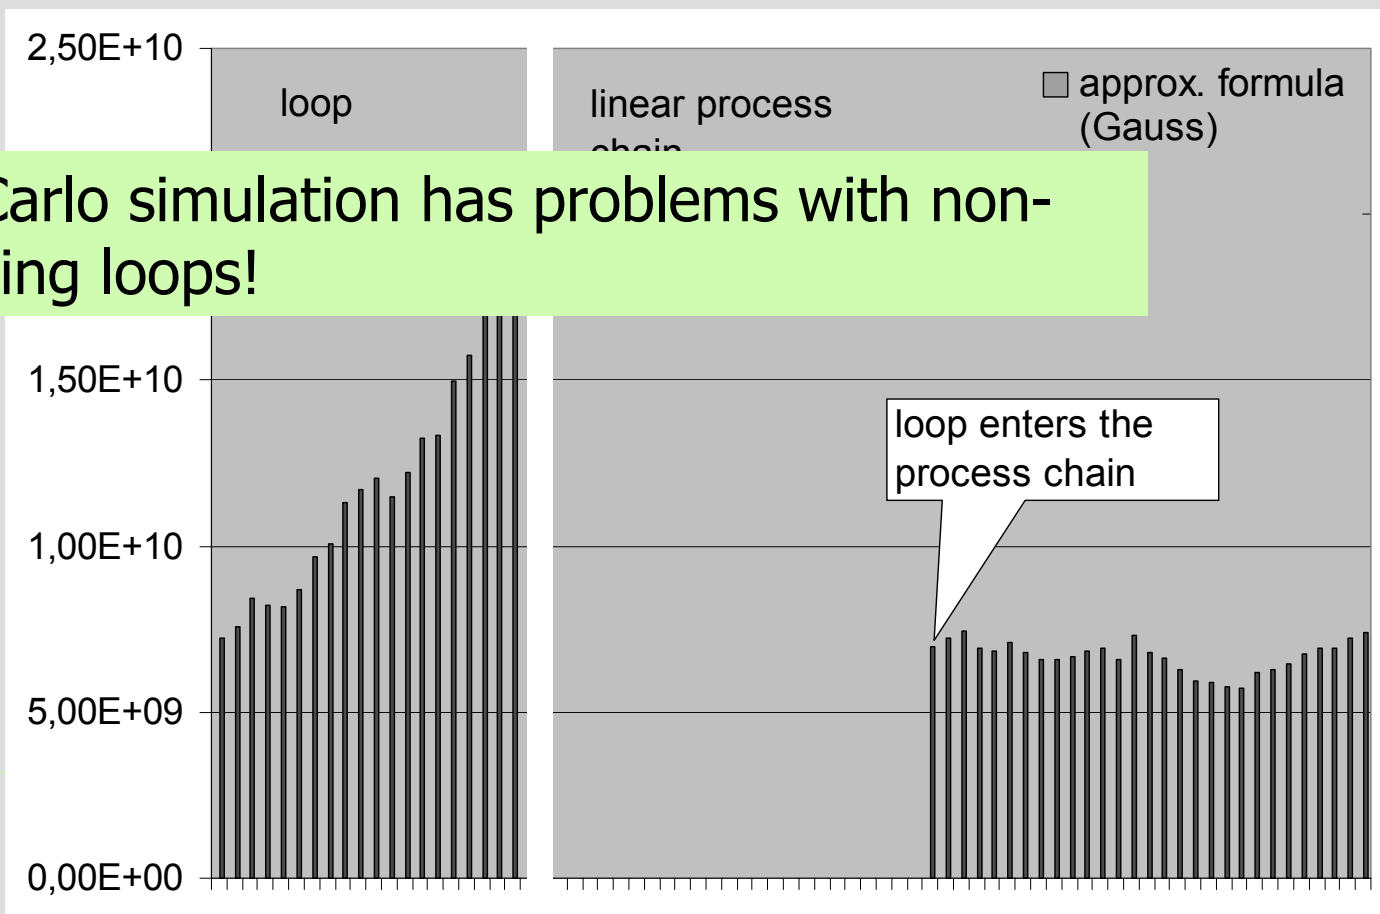 2,50E+10
loop
linear process
chain
approx. formula
(Gauss)
Carlo simulation has problems with non-
ing loops!
1,50E+10
loop enters the
process chain
1,00E+10
5,00E+09
0,00E+00